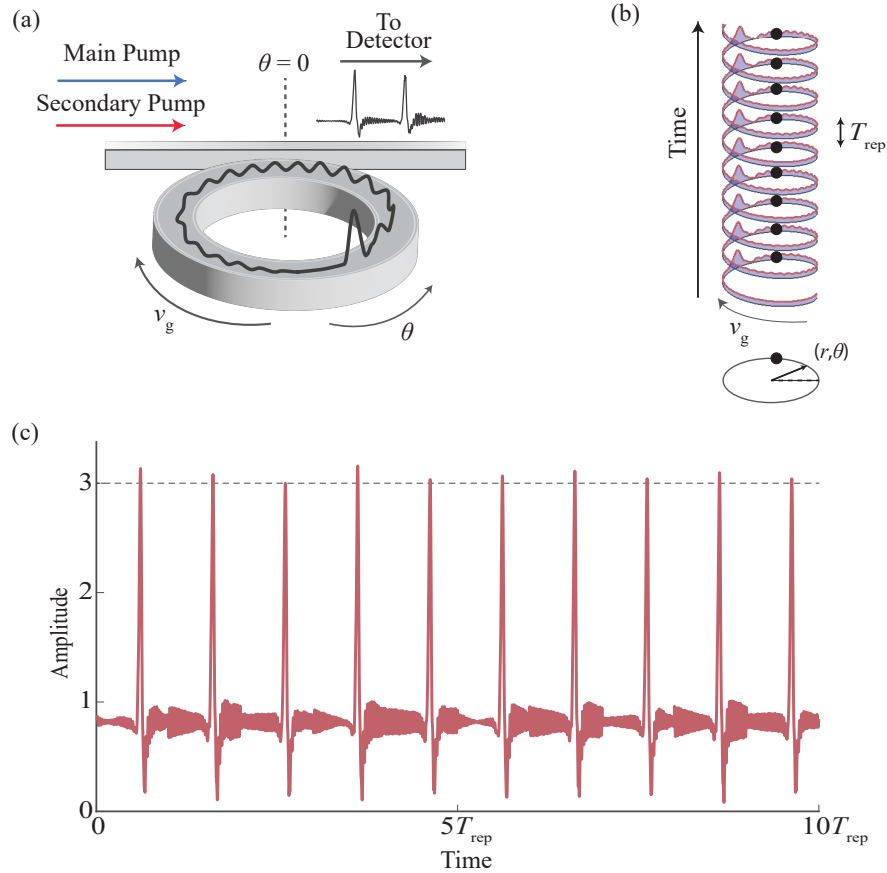 (a)
Main Pump
Secondary Pump
θ = 0
To
Detector
v_g
θ
(b)
Time
T_rep
v_g
(r,θ)
(c)
Amplitude
3
2
1
0
0
5T_rep
10T_rep
Time